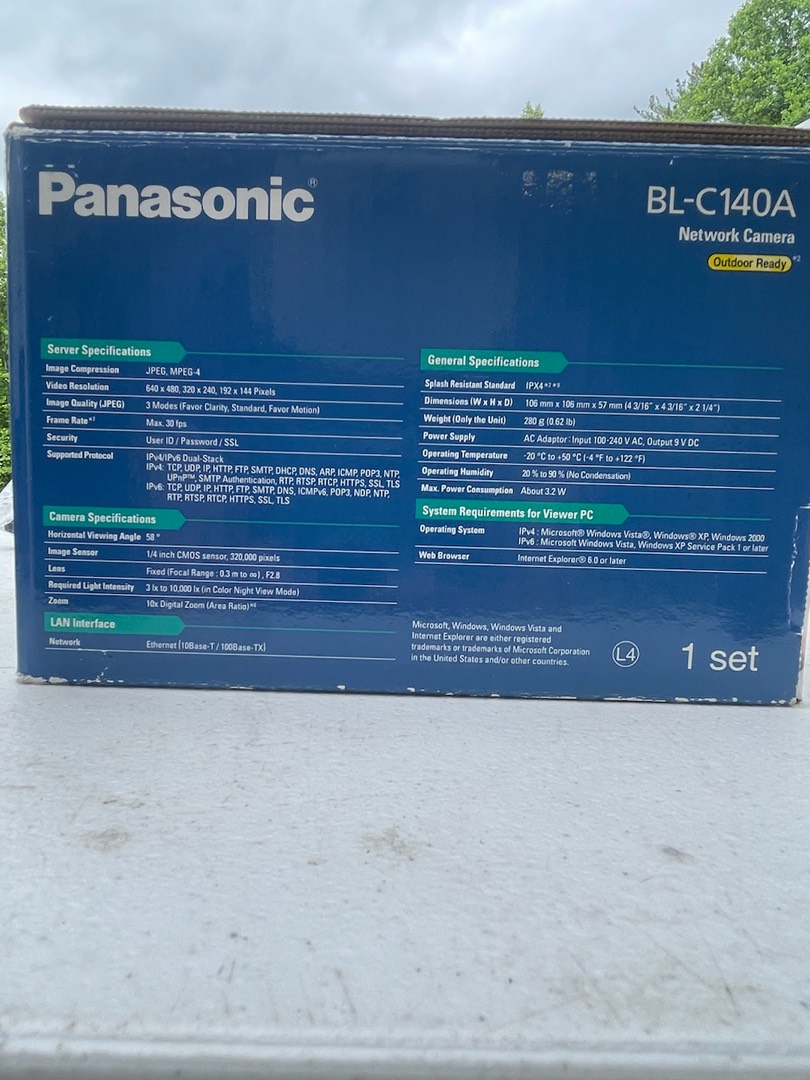 Panasonic®
BL-C140A
Network Camera
Outdoor Ready *2
Server Specifications
Image Compression JPEG, MPEG-4
Video Resolution 640 x 480, 320 x 240, 192 x 144 Pixels
Image Quality (JPEG) 3 Modes (Favor Clarity, Standard, Favor Motion)
Frame Rate Max. 30 fps
Security User ID / Password / SSL
Supported Protocol IPv4/IPv6 Dual-Stack
IPv4: TCP, UDP, IP, HTTP, FTP, SMTP, DHCP, DNS, ARP, ICMP, POP3, NTP,
UPnP™, SMTP Authentication, RTP, RTSP, RTCP, HTTPS, SSL, TLS
IPv6: TCP, UDP, IP, HTTP, FTP, SMTP, DNS, ICMPv6, POP3, NDP, NTP,
RTP, RTSP, RTCP, HTTPS, SSL, TLS
Camera Specifications
Horizontal Viewing Angle 58 °
Image Sensor 1/4 inch CMOS sensor, 320,000 pixels
Lens Fixed (Focal Range : 0.3 m to ∞) , F2.8
Required Light Intensity 3 lx to 10,000 lx (in Color Night View Mode)
Zoom 10x Digital Zoom (Area Ratio)
LAN Interface
Network Ethernet (10Base-T / 100Base-TX)
General Specifications
Splash Resistant Standard IPX4
Dimensions (W x H x D) 106 mm x 106 mm x 57 mm (4 3/16" x 4 3/16" x 2 1/4")
Weight (Only the Unit) 280 g (0.62 lb)
Power Supply AC Adaptor : Input 100-240 V AC, Output 9 V DC
Operating Temperature -20 °C to +50 °C (-4 °F to +122 °F)
Operating Humidity 20 % to 90 % (No Condensation)
Max. Power Consumption About 3.2 W
System Requirements for Viewer PC
Operating System IPv4 : Microsoft® Windows Vista®, Windows® XP, Windows 2000
IPv6 : Microsoft Windows Vista, Windows XP Service Pack 1 or later
Web Browser Internet Explorer® 6.0 or later
Microsoft, Windows, Windows Vista and
Internet Explorer are either registered
trademarks or trademarks of Microsoft Corporation
in the United States and/or other countries.
L4
1 set